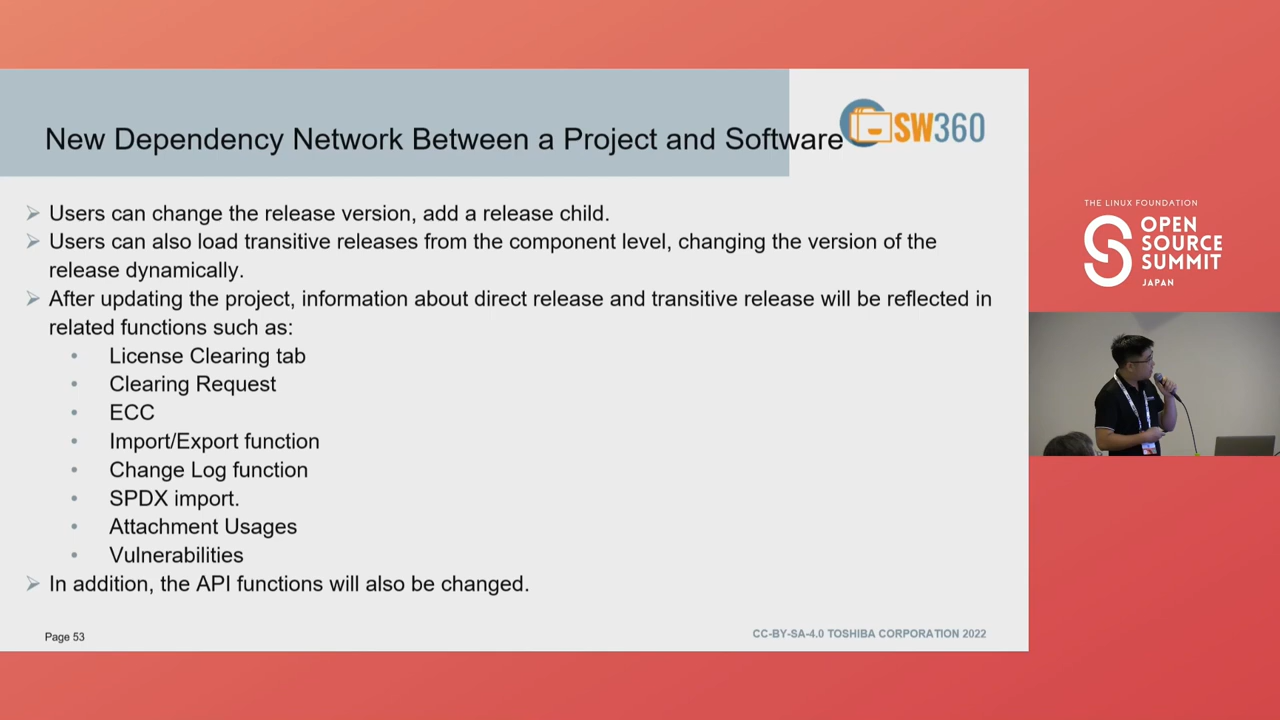 New Dependency Network Between a Project and Software
SW360
Users can change the release version, add a release child.
Users can also load transitive releases from the component level, changing the version of the
release dynamically.
After updating the project, information about direct release and transitive release will be reflected in
related functions such as:
License Clearing tab
Clearing Request
ECC
Import/Export function
Change Log function
SPDX import.
Attachment Usages
Vulnerabilities
In addition, the API functions will also be changed.
Page 53
CC-BY-SA-4.0 TOSHIBA CORPORATION 2022
THE LINUX FOUNDATION
OPEN
SOURCE
SUMMIT
JAPAN